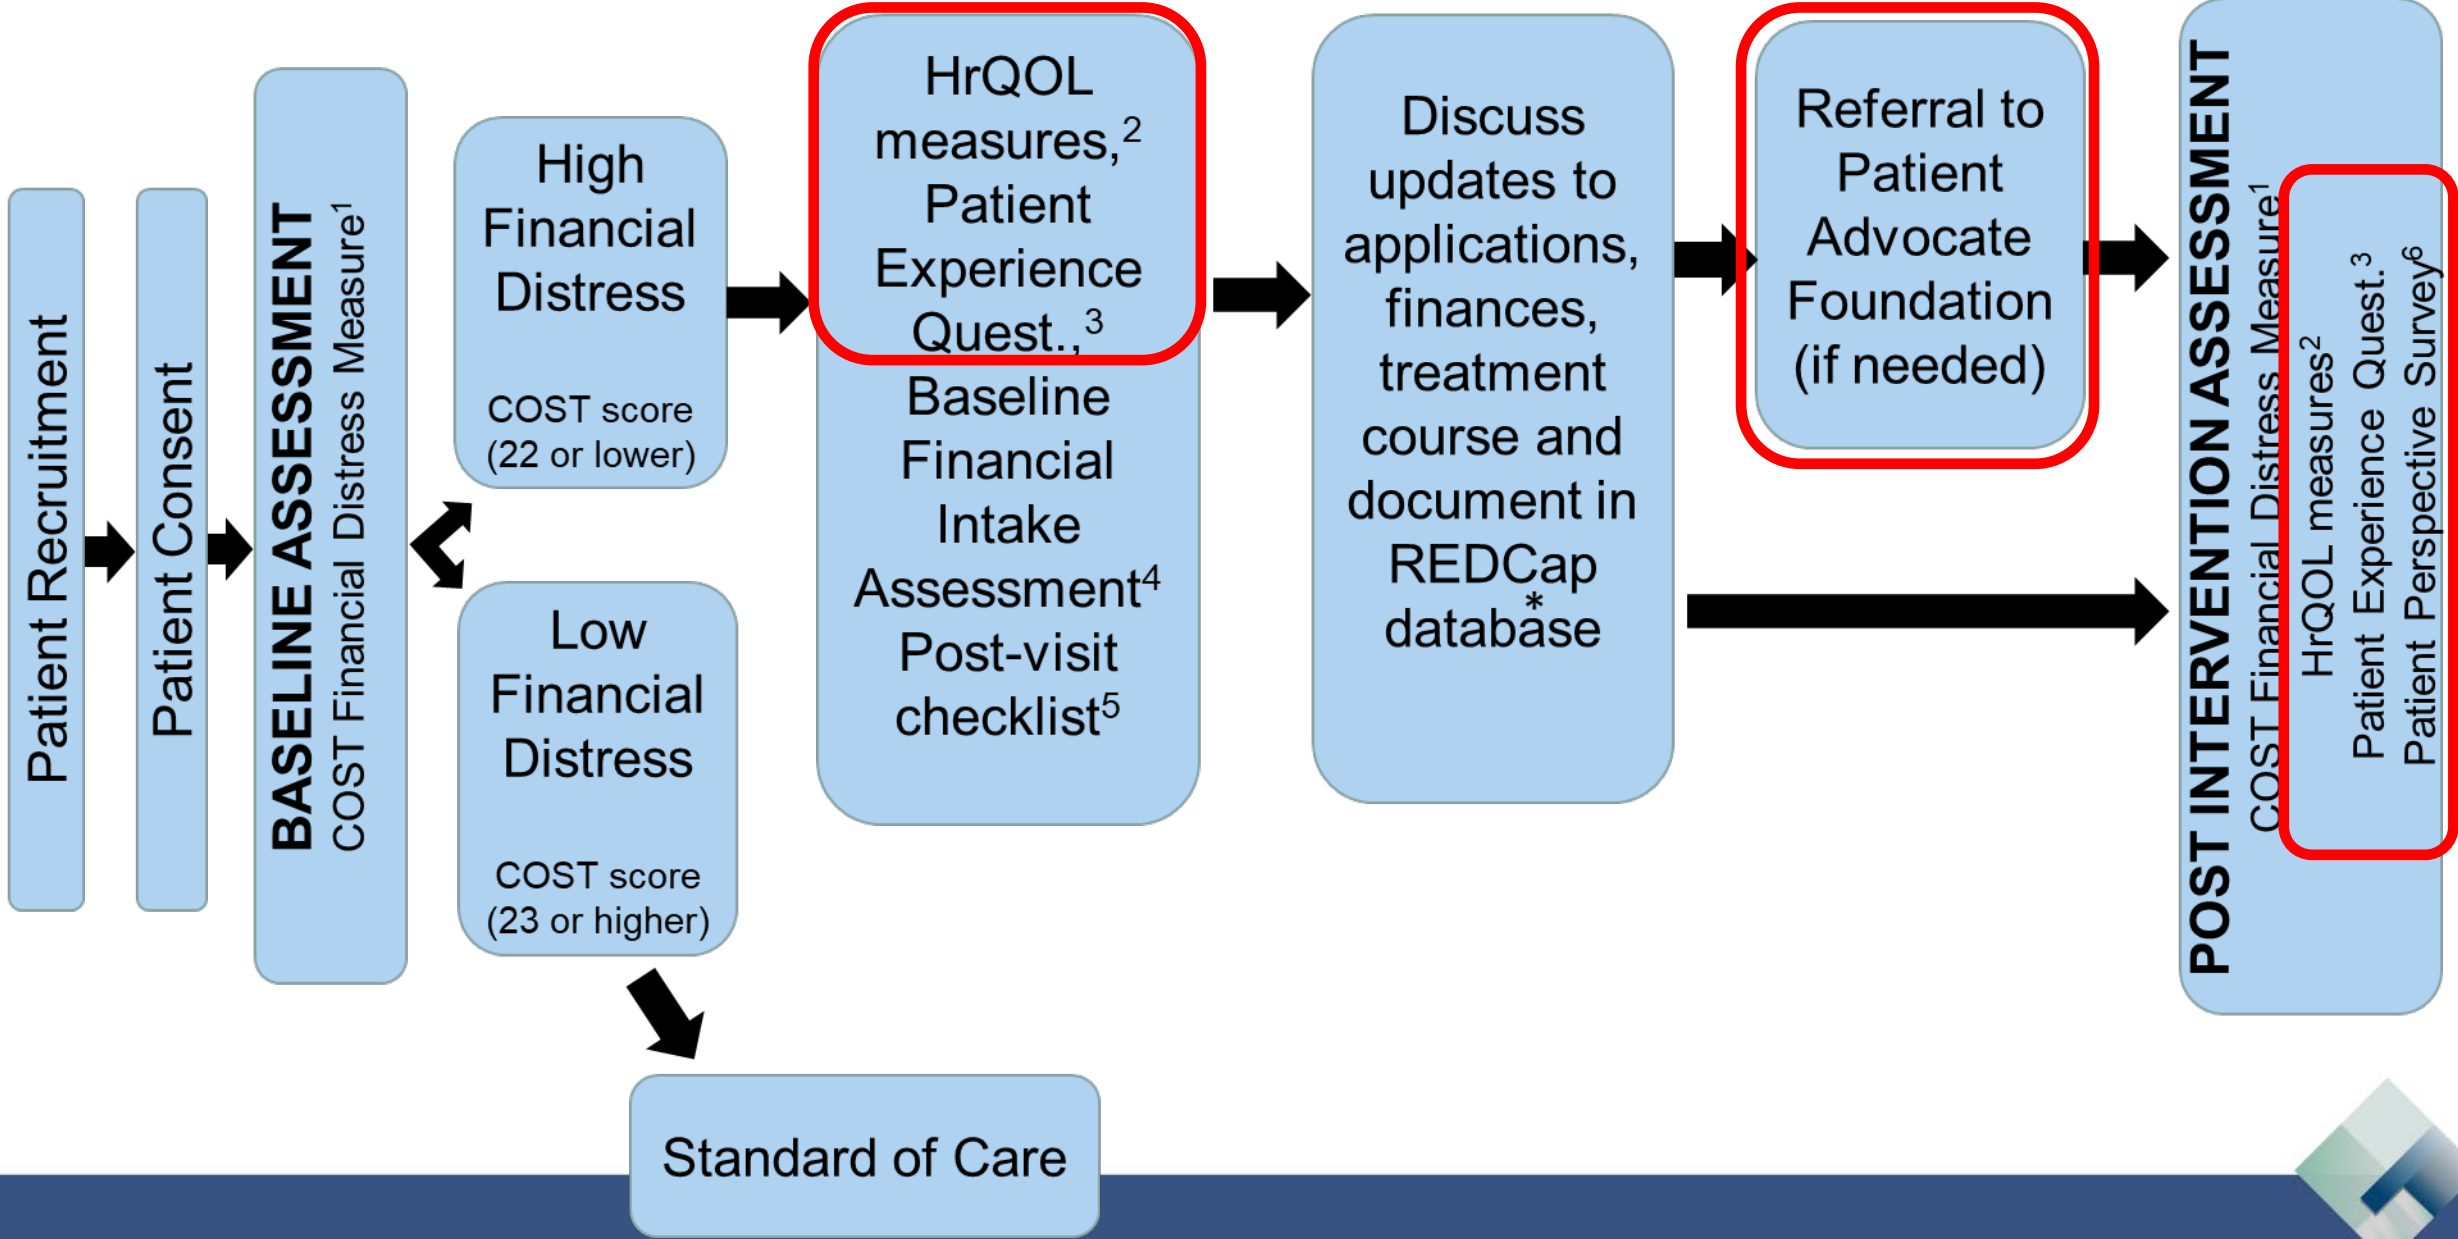 Patient Recruitment
Patient Consent
BASELINE ASSESSMENT
COST Financial Distress Measure¹
High
Financial
Distress
COST score
(22 or lower)
Low
Financial
Distress
COST score
(23 or higher)
Standard of Care
HrQOL
measures,²
Patient
Experience
Quest.,³
Baseline
Financial
Intake
Assessment⁴
Post-visit
checklist⁵
Discuss
updates to
applications,
finances,
treatment
course and
document in
REDCap
database*
Referral to
Patient
Advocate
Foundation
(if needed)
POST INTERVENTION ASSESSMENT
COST Financial Distress Measure¹
HrQOL measures²
Patient Experience Quest.³
Patient Perspective Survey⁶